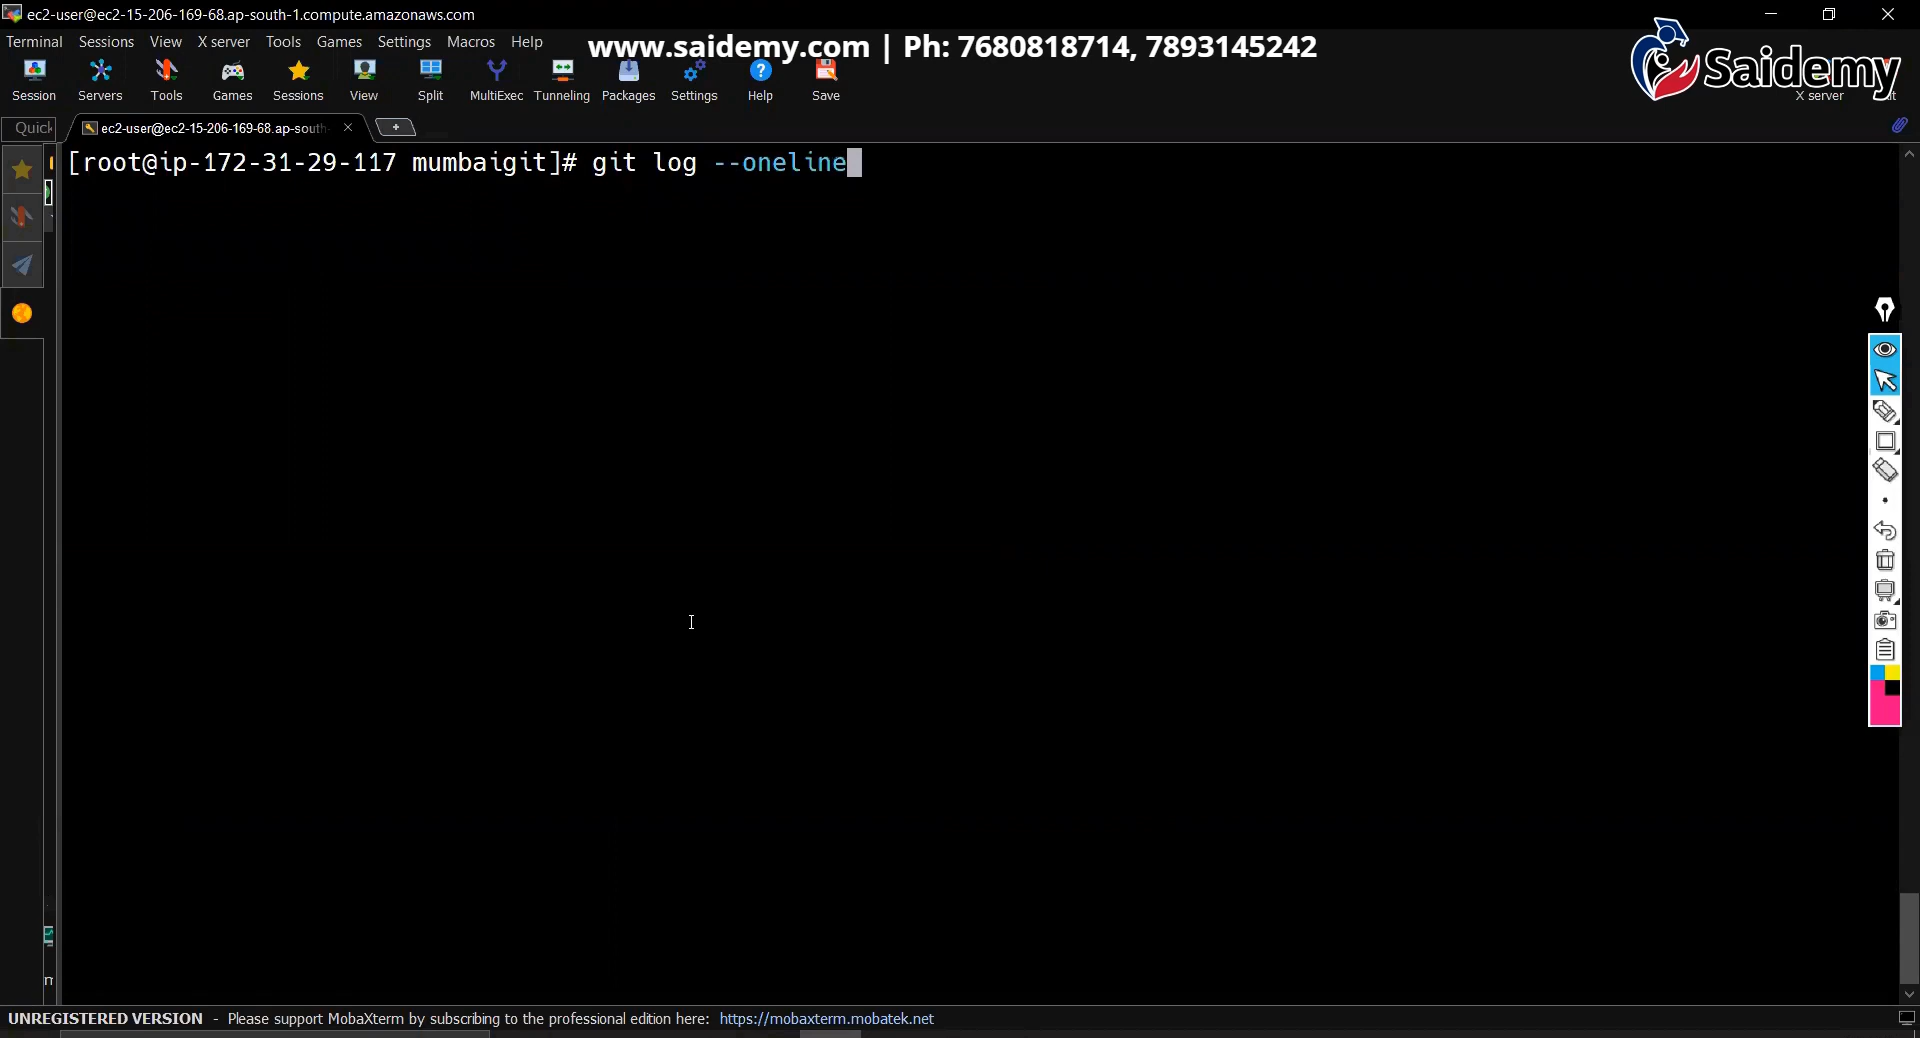 ec2-user@ec2-15-206-169-68.ap-south-1.compute.amazonaws.com
Terminal Sessions View X server Tools Games Settings Macros Help
www.saidemy.com | Ph: 7680818714, 7893145242
Saidemy
Session Servers Tools Games Sessions View Split MultiExec Tunneling Packages Settings Help Save X server
Quick ec2-user@ec2-15-206-169-68.ap-south-
[root@ip-172-31-29-117 mumbaigit]# git log --oneline
UNREGISTERED VERSION - Please support MobaXterm by subscribing to the professional edition here: https://mobaxterm.mobatek.net